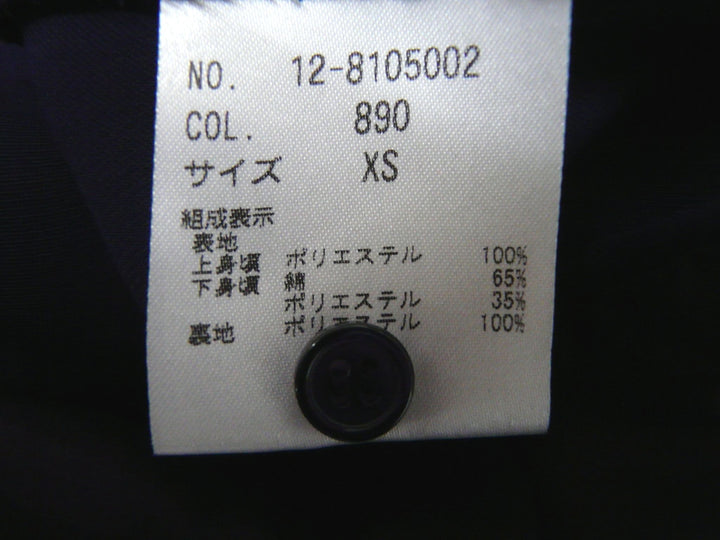 NO. 12-8105002
COL. 890
サイズ XS
組成表示
表地
上身頃 ポリエステル 100%
下身頃 綿 65%
ポリエステル 35%
裏地 ポリエステル 100%